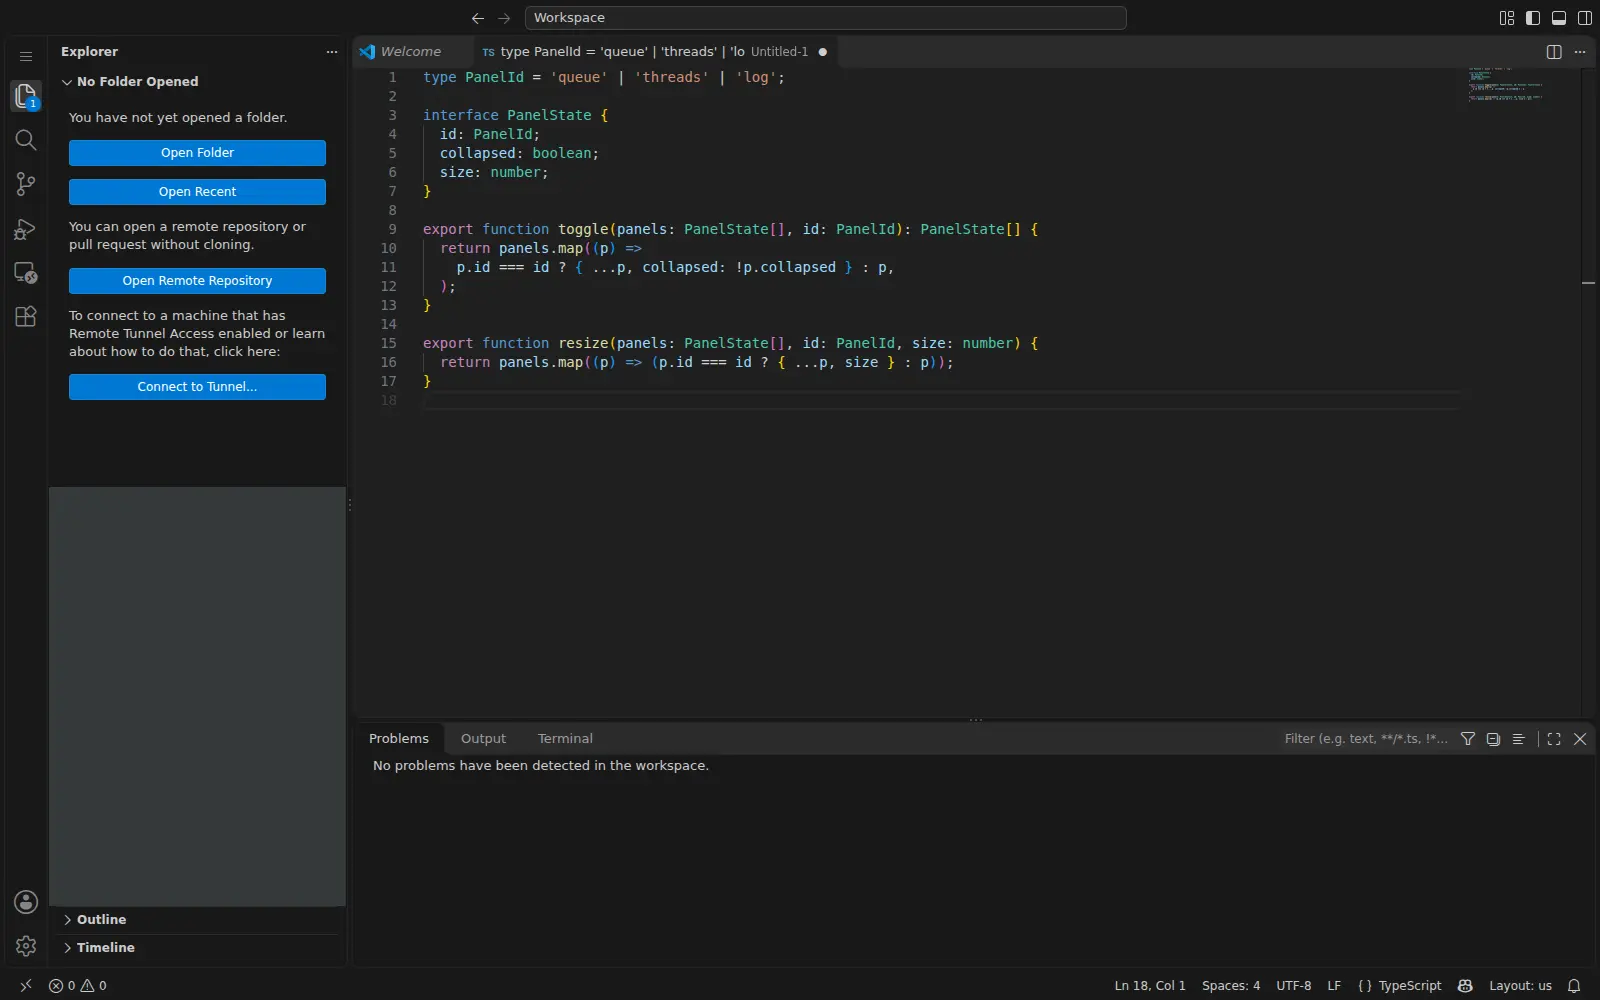 Workspace
Explorer
No Folder Opened
You have not yet opened a folder.
Open Folder
Open Recent
You can open a remote repository or
pull request without cloning.
Open Remote Repository
To connect to a machine that has
Remote Tunnel Access enabled or learn
about how to do that, click here:
Connect to Tunnel...
Outline
Timeline
1
Welcome
TS type PanelId = 'queue' | 'threads' | 'lo Untitled-1
1 type PanelId = 'queue' | 'threads' | 'log';
2
3 interface PanelState {
4 id: PanelId;
5 collapsed: boolean;
6 size: number;
7 }
8
9 export function toggle(panels: PanelState[], id: PanelId): PanelState[] {
10 return panels.map((p) =>
11 p.id === id ? { ...p, collapsed: !p.collapsed } : p,
12 );
13 }
14
15 export function resize(panels: PanelState[], id: PanelId, size: number) {
16 return panels.map((p) => (p.id === id ? { ...p, size } : p));
17 }
18
Problems Output Terminal Filter (e.g. text, **/*.ts, !*...
No problems have been detected in the workspace.
0 0 Ln 18, Col 1 Spaces: 4 UTF-8 LF { } TypeScript Layout: us